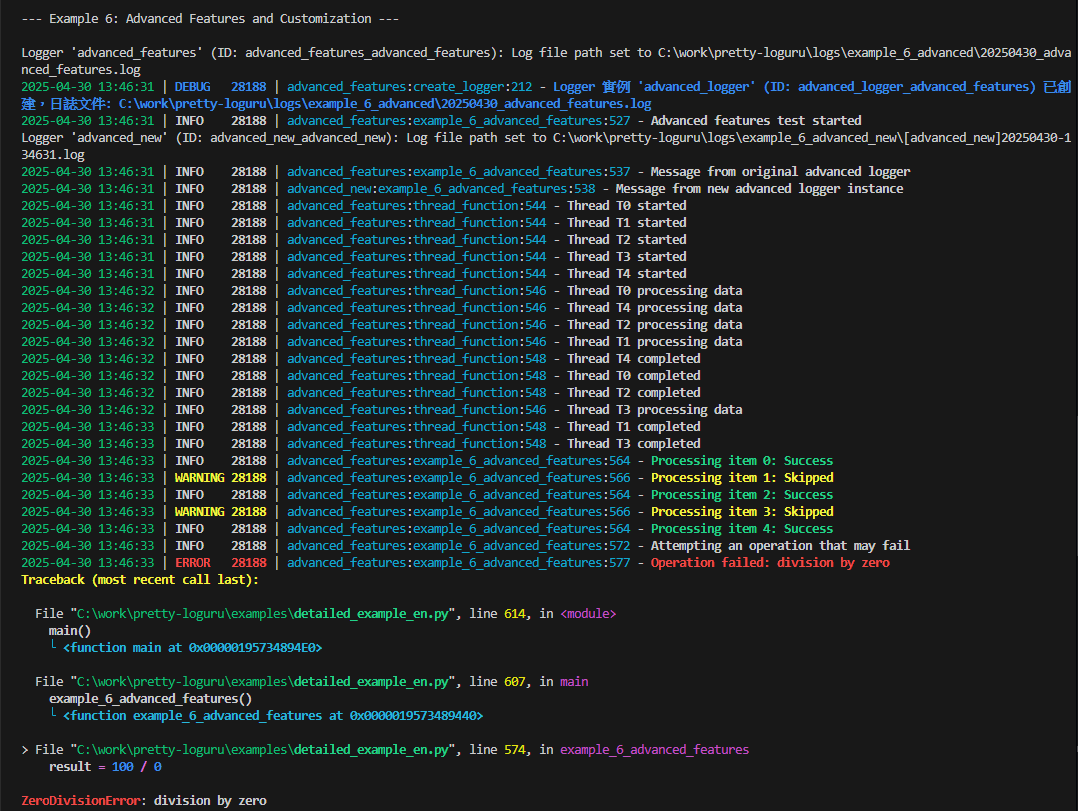 --- Example 6: Advanced Features and Customization ---
Logger 'advanced_features' (ID: advanced_features_advanced_features): Log file path set to C:\work\pretty-loguru\logs\example_6_advanced\20250430_adva
nced_features.log
2025-04-30 13:46:31 | DEBUG   28188 | advanced_features:create_logger:212 - Logger 實例 'advanced_logger' (ID: advanced_logger_advanced_features) 已創
建，日誌文件: C:\work\pretty-loguru\logs\example_6_advanced\20250430_advanced_features.log
2025-04-30 13:46:31 | INFO    28188 | advanced_features:example_6_advanced_features:527 - Advanced features test started
Logger 'advanced_new' (ID: advanced_new_advanced_new): Log file path set to C:\work\pretty-loguru\logs\example_6_advanced_new\[advanced_new]20250430-1
34631.log
2025-04-30 13:46:31 | INFO    28188 | advanced_features:example_6_advanced_features:537 - Message from original advanced logger
2025-04-30 13:46:31 | INFO    28188 | advanced_new:example_6_advanced_features:538 - Message from new advanced logger instance
2025-04-30 13:46:31 | INFO    28188 | advanced_features:thread_function:544 - Thread T0 started
2025-04-30 13:46:31 | INFO    28188 | advanced_features:thread_function:544 - Thread T1 started
2025-04-30 13:46:31 | INFO    28188 | advanced_features:thread_function:544 - Thread T2 started
2025-04-30 13:46:31 | INFO    28188 | advanced_features:thread_function:544 - Thread T3 started
2025-04-30 13:46:31 | INFO    28188 | advanced_features:thread_function:544 - Thread T4 started
2025-04-30 13:46:32 | INFO    28188 | advanced_features:thread_function:546 - Thread T0 processing data
2025-04-30 13:46:32 | INFO    28188 | advanced_features:thread_function:546 - Thread T4 processing data
2025-04-30 13:46:32 | INFO    28188 | advanced_features:thread_function:546 - Thread T2 processing data
2025-04-30 13:46:32 | INFO    28188 | advanced_features:thread_function:546 - Thread T1 processing data
2025-04-30 13:46:32 | INFO    28188 | advanced_features:thread_function:548 - Thread T4 completed
2025-04-30 13:46:32 | INFO    28188 | advanced_features:thread_function:548 - Thread T0 completed
2025-04-30 13:46:32 | INFO    28188 | advanced_features:thread_function:548 - Thread T2 completed
2025-04-30 13:46:32 | INFO    28188 | advanced_features:thread_function:546 - Thread T3 processing data
2025-04-30 13:46:33 | INFO    28188 | advanced_features:thread_function:548 - Thread T1 completed
2025-04-30 13:46:33 | INFO    28188 | advanced_features:thread_function:548 - Thread T3 completed
2025-04-30 13:46:33 | INFO    28188 | advanced_features:example_6_advanced_features:564 - Processing item 0: Success
2025-04-30 13:46:33 | WARNING 28188 | advanced_features:example_6_advanced_features:566 - Processing item 1: Skipped
2025-04-30 13:46:33 | INFO    28188 | advanced_features:example_6_advanced_features:564 - Processing item 2: Success
2025-04-30 13:46:33 | WARNING 28188 | advanced_features:example_6_advanced_features:566 - Processing item 3: Skipped
2025-04-30 13:46:33 | INFO    28188 | advanced_features:example_6_advanced_features:564 - Processing item 4: Success
2025-04-30 13:46:33 | INFO    28188 | advanced_features:example_6_advanced_features:572 - Attempting an operation that may fail
2025-04-30 13:46:33 | ERROR   28188 | advanced_features:example_6_advanced_features:577 - Operation failed: division by zero
Traceback (most recent call last):
  File "C:\work\pretty-loguru\examples\detailed_example_en.py", line 614, in <module>
    main()
    └ <function main at 0x00000195734894E0>
  File "C:\work\pretty-loguru\examples\detailed_example_en.py", line 607, in main
    example_6_advanced_features()
    └ <function example_6_advanced_features at 0x0000019573489440>
> File "C:\work\pretty-loguru\examples\detailed_example_en.py", line 574, in example_6_advanced_features
    result = 100 / 0
ZeroDivisionError: division by zero